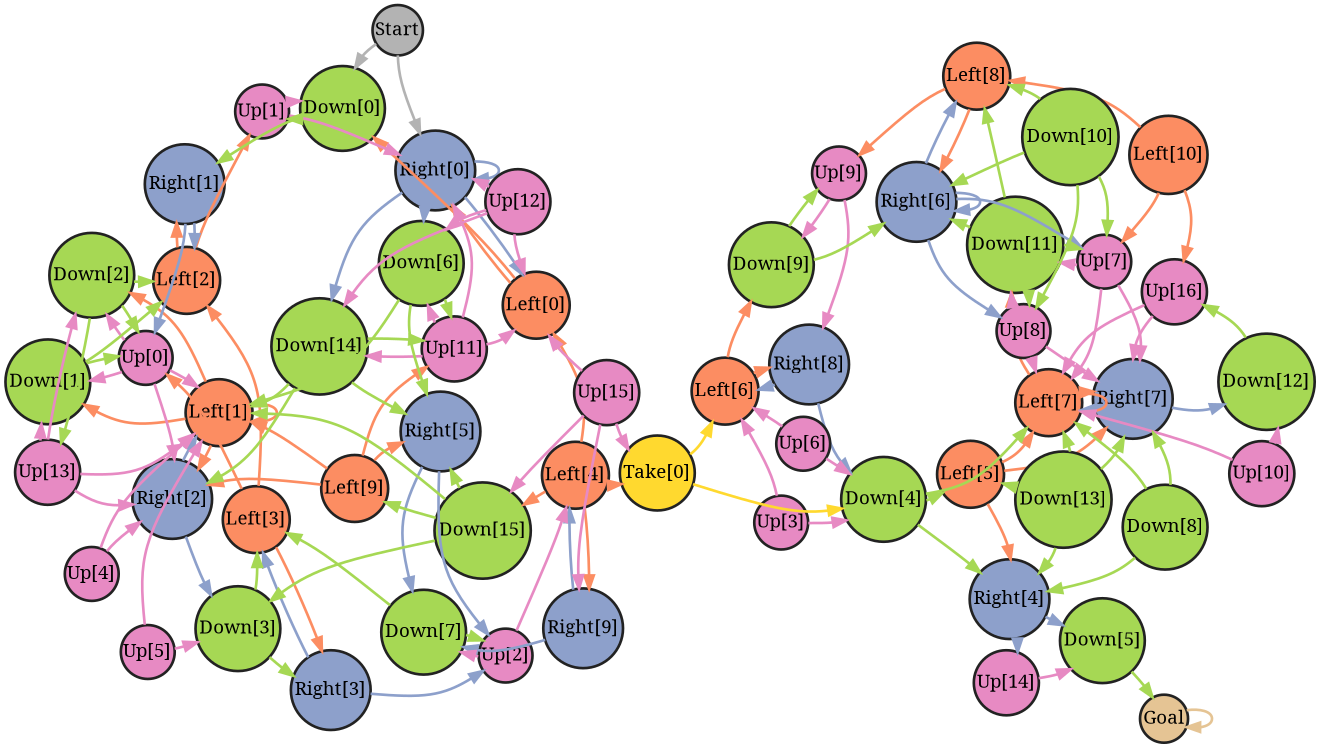 Start
Left[8]
Up[1]
Down[0]
Down[10]
Left[10]
Right[0]
Up[9]
Right[1]
Up[12]
Right[6]
Down[11]
Down[6]
Down[9]
Up[7]
Down[2]
Left[2]
Left[0]
Up[16]
Up[8]
Down[14]
Up[0]
Up[11]
Right[8]
Down[1]
Down[12]
Up[15]
Left[6]
Left[7]
Right[7]
Left[1]
Right[5]
Up[6]
Up[13]
Left[4]
Take[0]
Left[5]
Up[10]
Left[9]
Right[2]
Down[4]
Down[13]
Left[3]
Up[3]
Down[8]
Down[15]
Up[4]
Right[4]
Down[3]
Right[9]
Down[7]
Down[5]
Up[5]
Up[2]
Up[14]
Right[3]
Goal